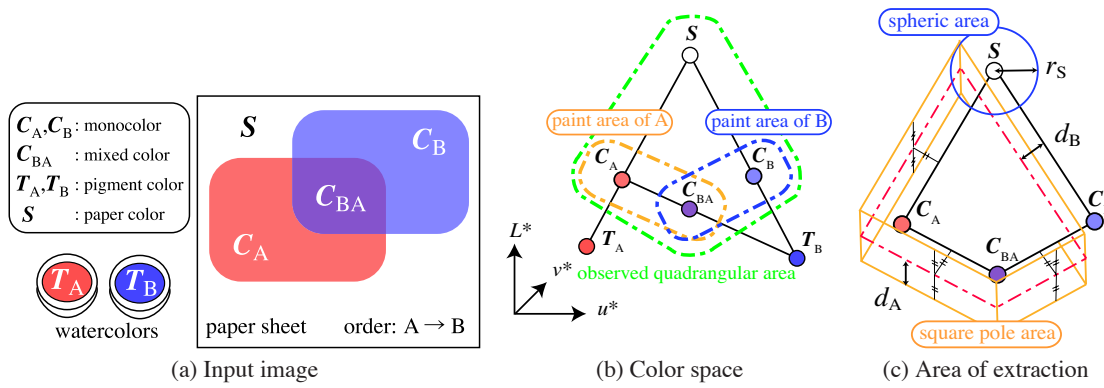 C_A, C_B : monocolor
C_BA : mixed color
T_A, T_B : pigment color
S : paper color
T_A T_B
watercolors
S
C_B
C_BA
C_A
paper sheet order: A → B
(a) Input image
S
paint area of A paint area of B
C_A C_B
C_BA
T_A T_B
observed quadrangular area
L*
v*
u*
(b) Color space
spheric area
S
r_S
d_B
C_A C
C_BA
d_A
square pole area
(c) Area of extraction